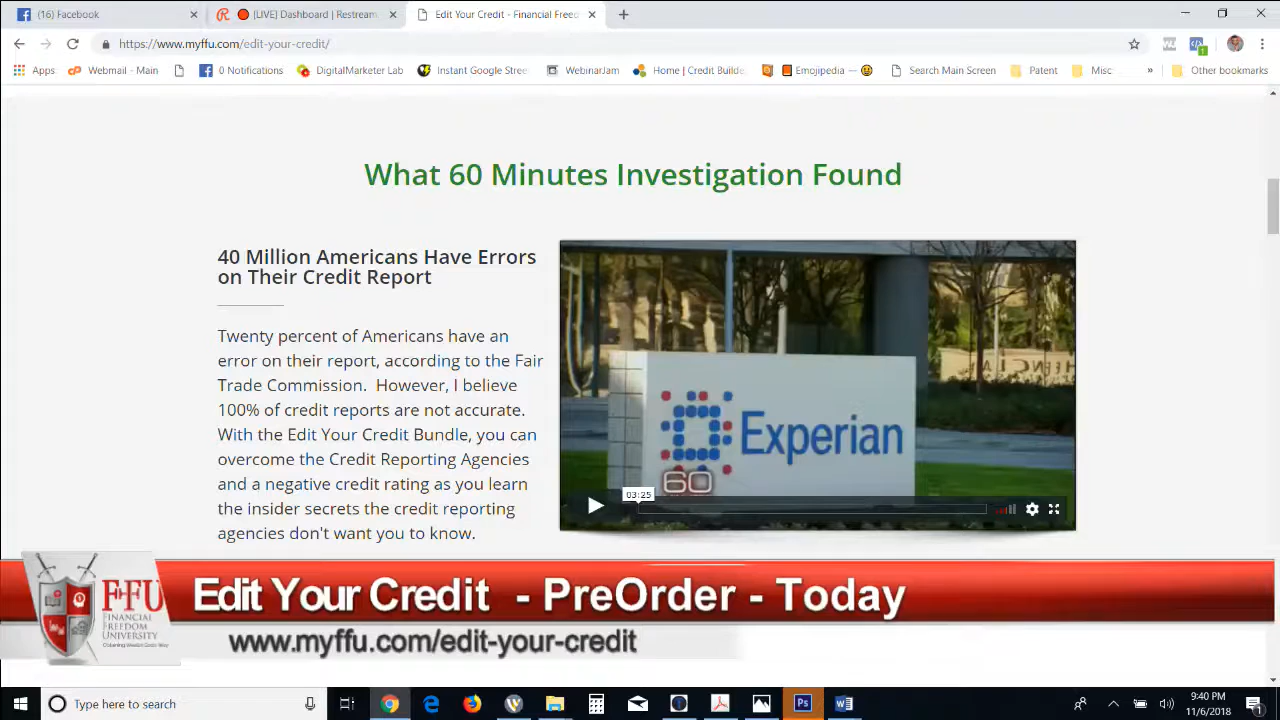 (16) Facebook
[LIVE] Dashboard | Restream
Edit Your Credit - Financial Freed
https://www.myffu.com/edit-your-credit/
Apps
Webmail - Main
0 Notifications
DigitalMarketer Lab
Instant Google Stree
WebinarJam
Home | Credit Builde
Emojipedia —
Search Main Screen
Patent
Misc
»
Other bookmarks
What 60 Minutes Investigation Found
40 Million Americans Have Errors
on Their Credit Report
Twenty percent of Americans have an
error on their report, according to the Fair
Trade Commission. However, I believe
100% of credit reports are not accurate.
With the Edit Your Credit Bundle, you can
overcome the Credit Reporting Agencies
and a negative credit rating as you learn
the insider secrets the credit reporting
agencies don't want you to know.
Experian
60
03:25
FFU
FINANCIAL
FREEDOM
UNIVERSITY
Edit Your Credit - PreOrder - Today
www.myffu.com/edit-your-credit
Type here to search
Ps
9:40 PM
11/6/2018